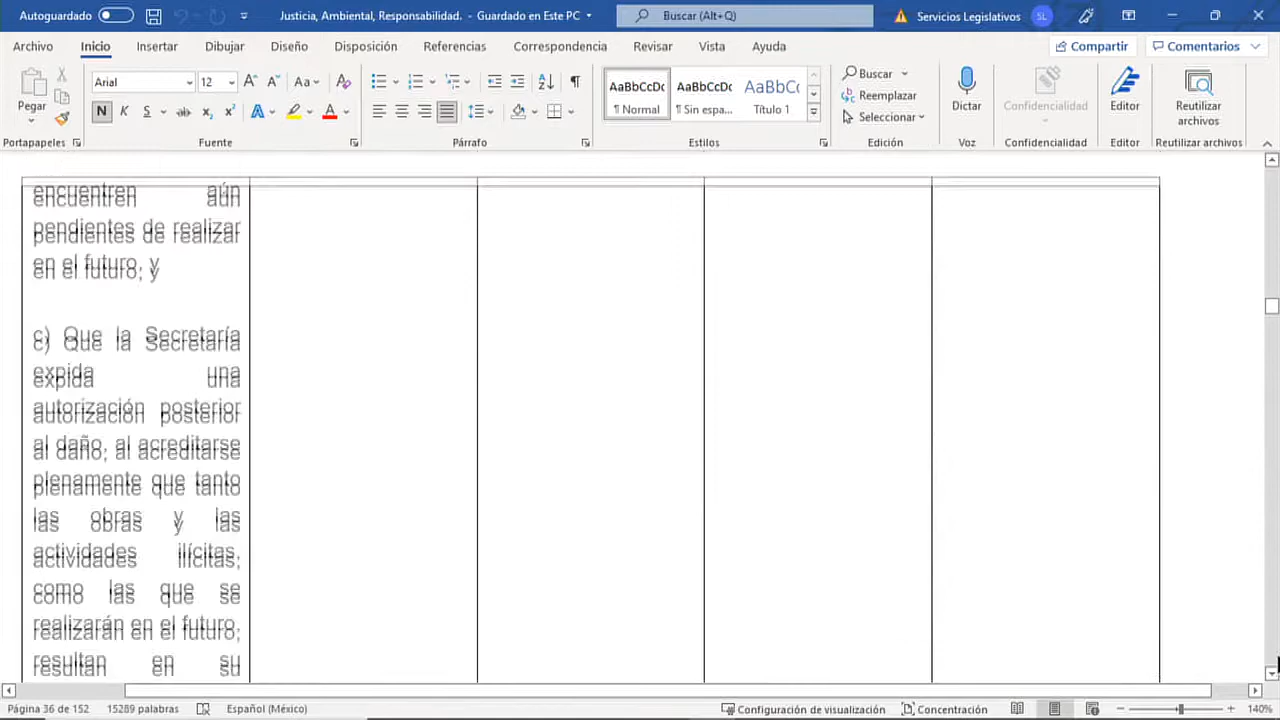 Autoguardado
Justicia, Ambiental, Responsabilidad. - Guardado en Este PC
Buscar (Alt+Q)
Servicios Legislativos
SL
Archivo
Inicio
Insertar
Dibujar
Diseño
Disposición
Referencias
Correspondencia
Revisar
Vista
Ayuda
Compartir
Comentarios
Pegar
Arial
12
Aa
N K S ab x₂ x²
AaBbCcDc
¶ Normal
AaBbCcDc
¶ Sin espa...
AaBbCc
Título 1
Buscar
Reemplazar
Seleccionar
Dictar
Confidencialidad
Editor
Reutilizar
archivos
Portapapeles
Fuente
Párrafo
Estilos
Edición
Voz
Confidencialidad
Editor
Reutilizar archivos
encuentren aún
pendientes de realizar
en el futuro, y
c) Que la Secretaría
expida una
autorización posterior
al daño, al acreditarse
plenamente que tanto
las obras y las
actividades ilícitas,
como las que se
realizarán en el futuro,
resultan en su
Página 36 de 152
15289 palabras
Español (México)
Configuración de visualización
Concentración
140%